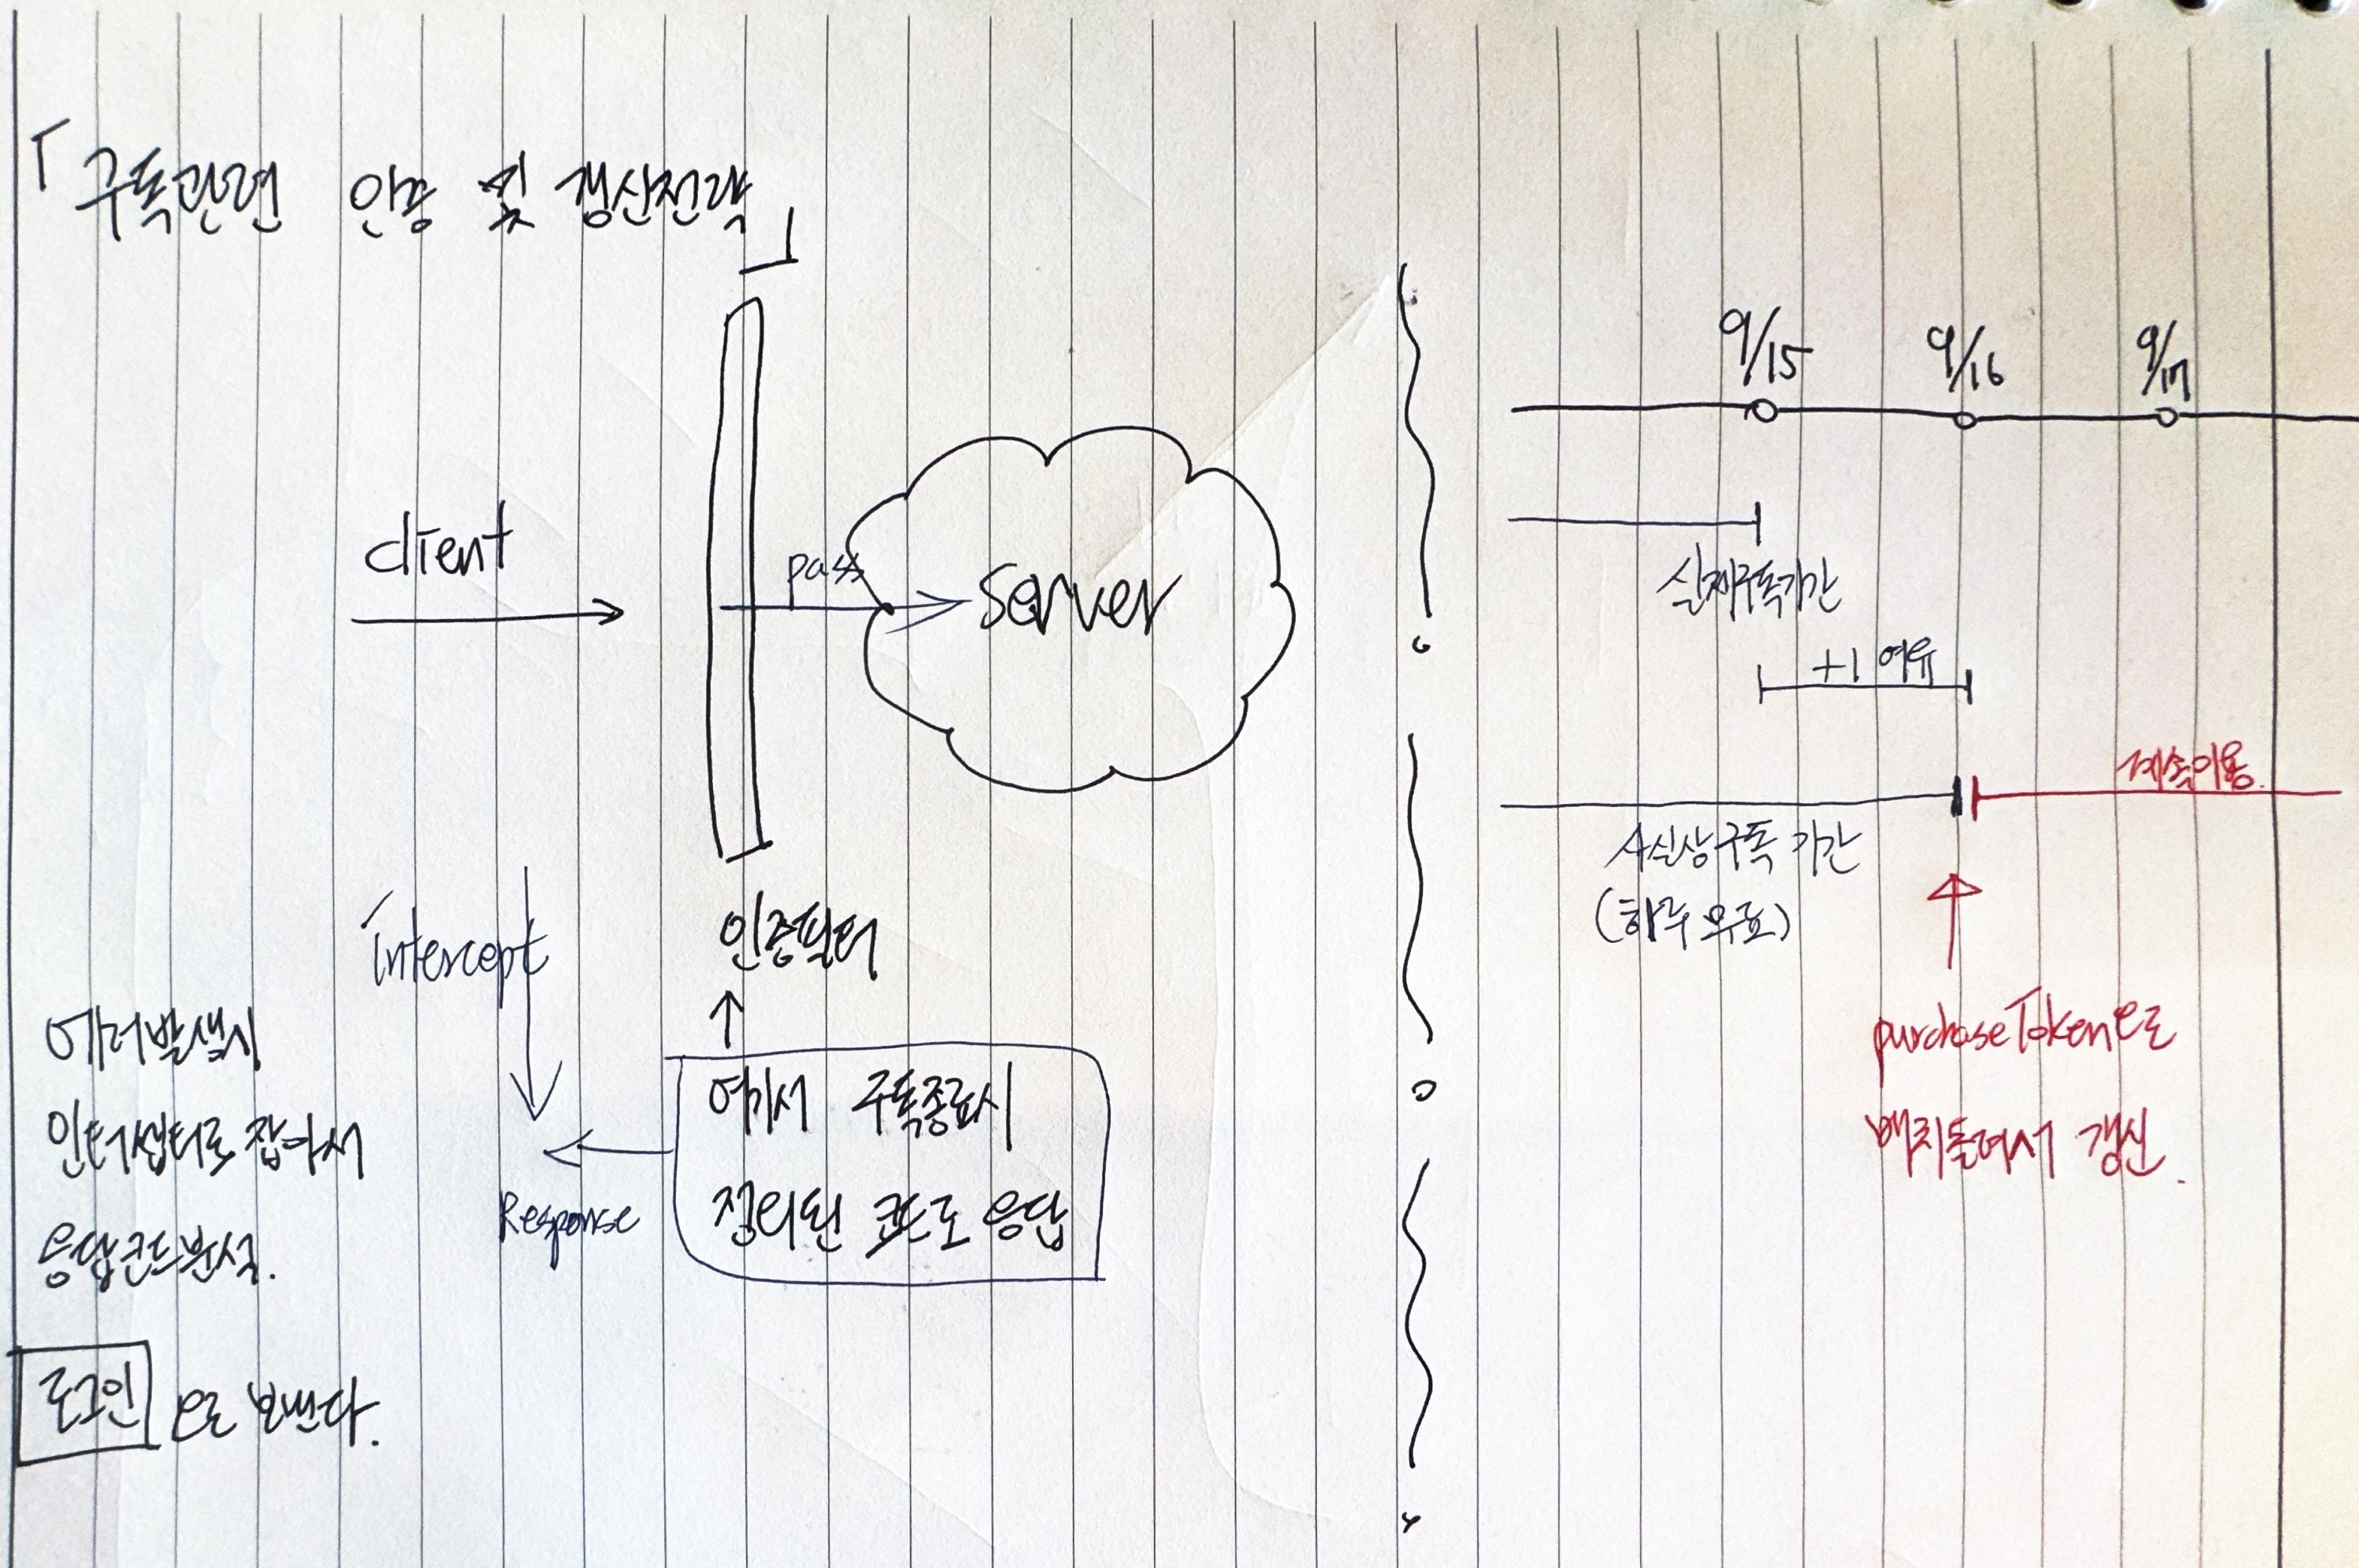 「구독관련 인증 및 갱신전략」
client
pass
Server
intercept
인증필터
에러발생시
인터셉터로 잡아서
응답코드분석.
로그인 으로 보낸다.
여기서 구독종료시
정의된 코드로 응답
Response
9/15
9/16
9/17
실제구독기간
+1 여유
계속이용.
사실상구독 기간
(하루 무료)
purchaseToken으로
배치돌려서 갱신.